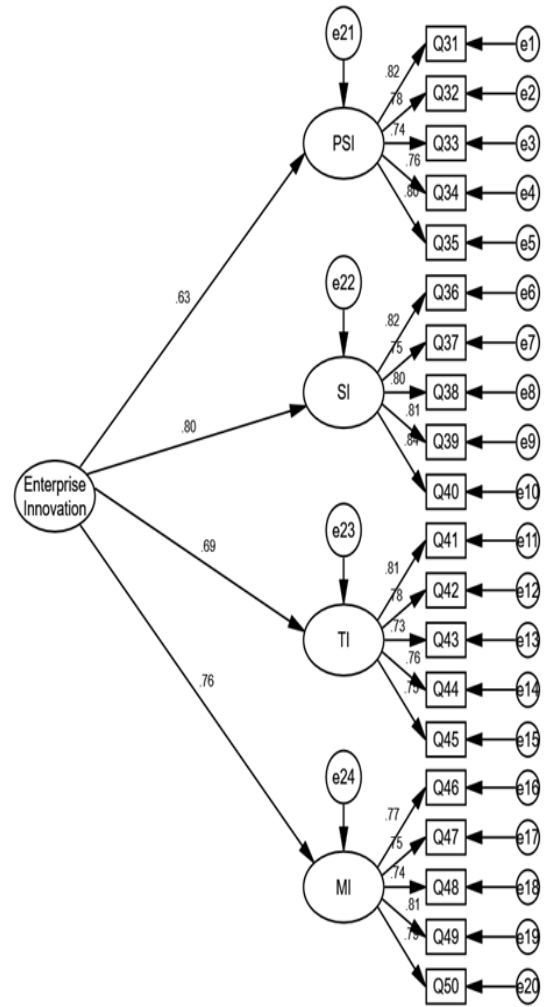 e21
Q31
e1
.82
Q32
e2
.78
.74
PSI
Q33
e3
.76
Q34
e4
.80
Q35
e5
.63
e22
Q36
e6
.82
Q37
e7
.75
.80
SI
Q38
e8
.81
Q39
e9
.84
Q40
e10
.80
Enterprise
Innovation
e23
Q41
e11
.69
.81
Q42
e12
.78
.73
TI
Q43
e13
.76
Q44
e14
Q45
e15
.76
e24
Q46
e16
.77
Q47
e17
.75
.74
MI
Q48
e18
.81
Q49
e19
Q50
e20